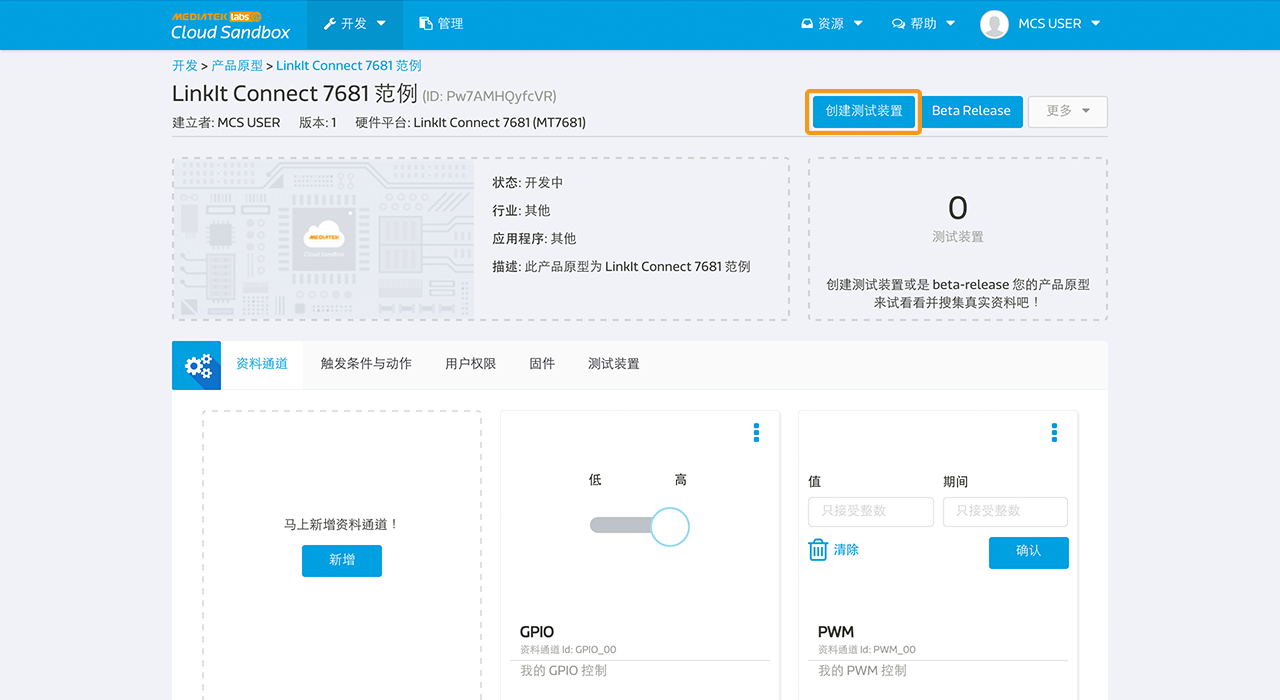 MEDIATEK labs
Cloud Sandbox
开发
管理
资源
帮助
MCS USER
开发 > 产品原型 > LinkIt Connect 7681 范例
LinkIt Connect 7681 范例 (ID: Pw7AMHQyfcVR)
建立者: MCS USER 版本: 1 硬件平台: LinkIt Connect 7681 (MT7681)
创建测试装置
Beta Release
更多
MEDIATEK
Cloud Sandbox
状态: 开发中
行业: 其他
应用程序: 其他
描述: 此产品原型为 LinkIt Connect 7681 范例
0
测试装置
创建测试装置或是 beta-release 您的产品原型
来试看看并搜集真实资料吧！
资料通道
触发条件与动作
用户权限
固件
测试装置
马上新增资料通道！
新增
低 高
GPIO
资料通道 Id: GPIO_00
我的 GPIO 控制
值 期间
只接受整数 只接受整数
清除
确认
PWM
资料通道 Id: PWM_00
我的 PWM 控制